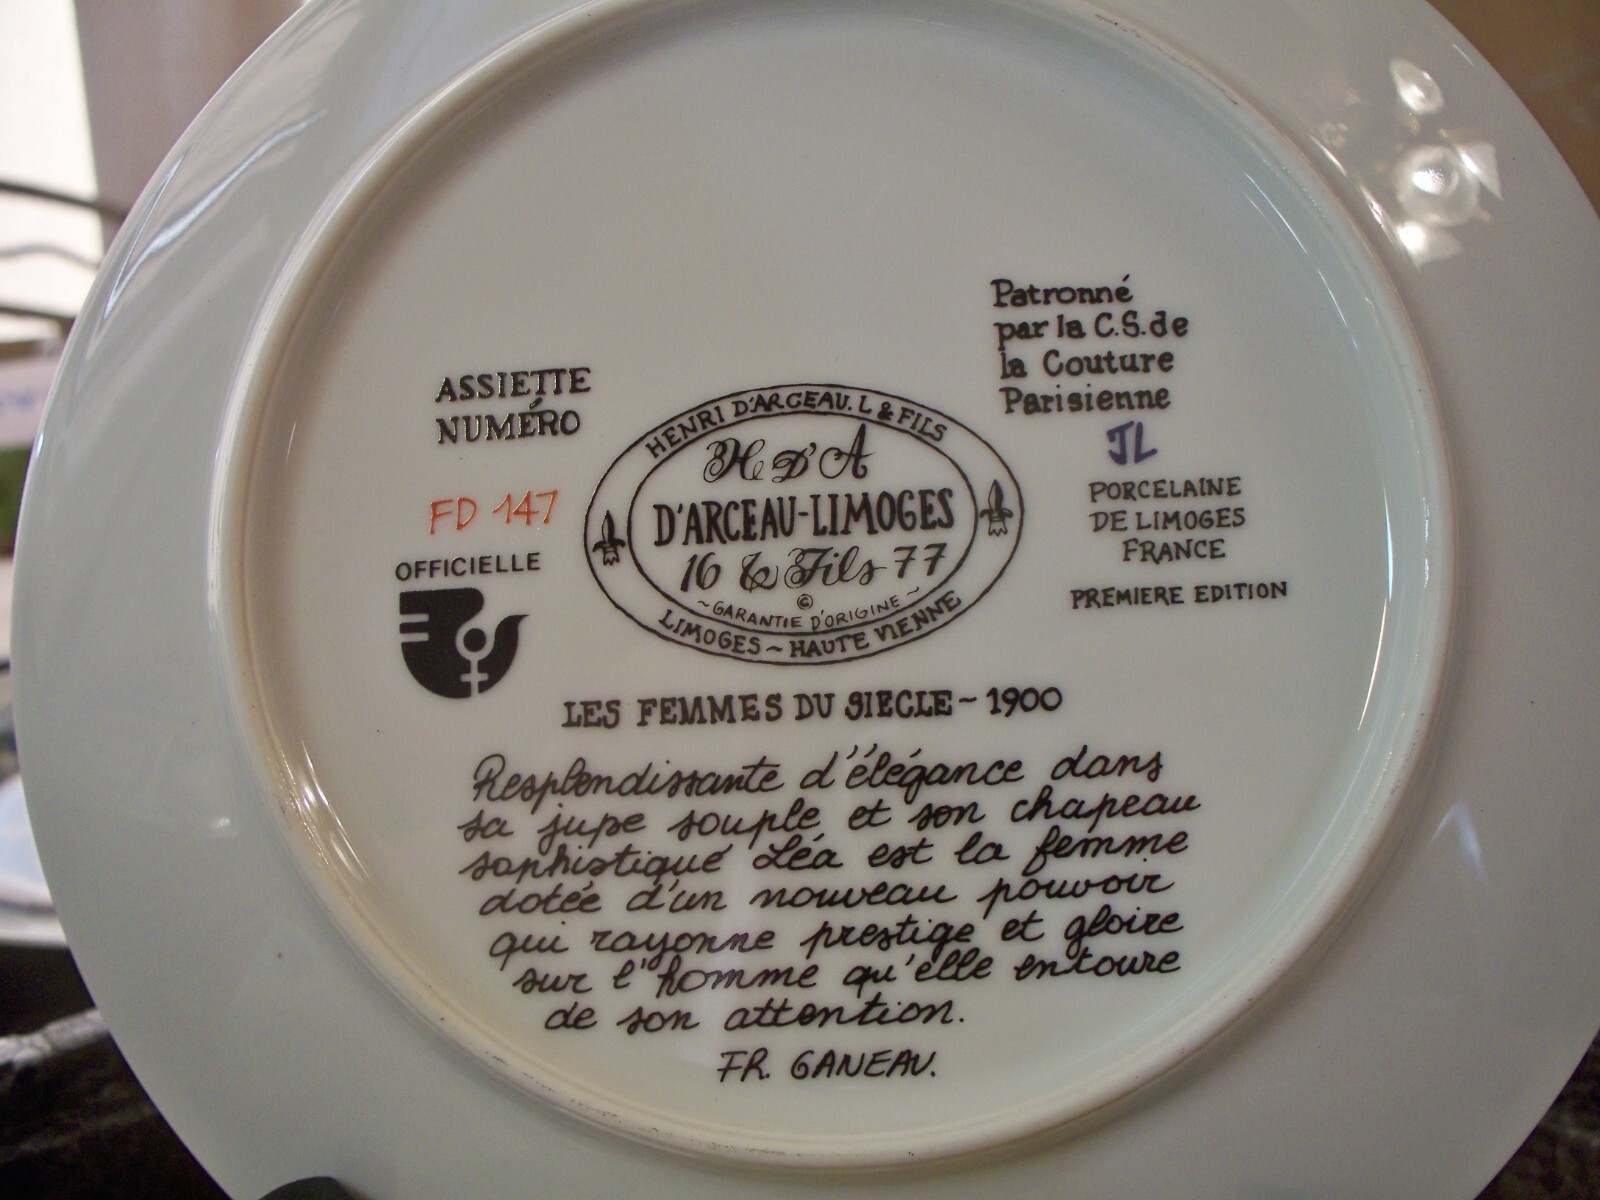 Patronné
par la C.S. de
la Couture
Parisienne
JL
PORCELAINE
DE LIMOGES
FRANCE
PREMIERE EDITION
ASSIETTE
NUMÉRO
FD 147
OFFICIELLE
HENRI D'ARCEAU. L & FILS
H D'A
D'ARCEAU-LIMOGES
16 & Fils 77
©
~GARANTIE D'ORIGINE~
LIMOGES ~ HAUTE VIENNE
LES FEMMES DU SIECLE ~ 1900
Resplendissante d'élégance dans
sa jupe souple et son chapeau
sophistiqué Léa est la femme
dotée d'un nouveau pouvoir
qui rayonne prestige et gloire
sur l'homme qu'elle entoure
de son attention.
FR. GANEAU.